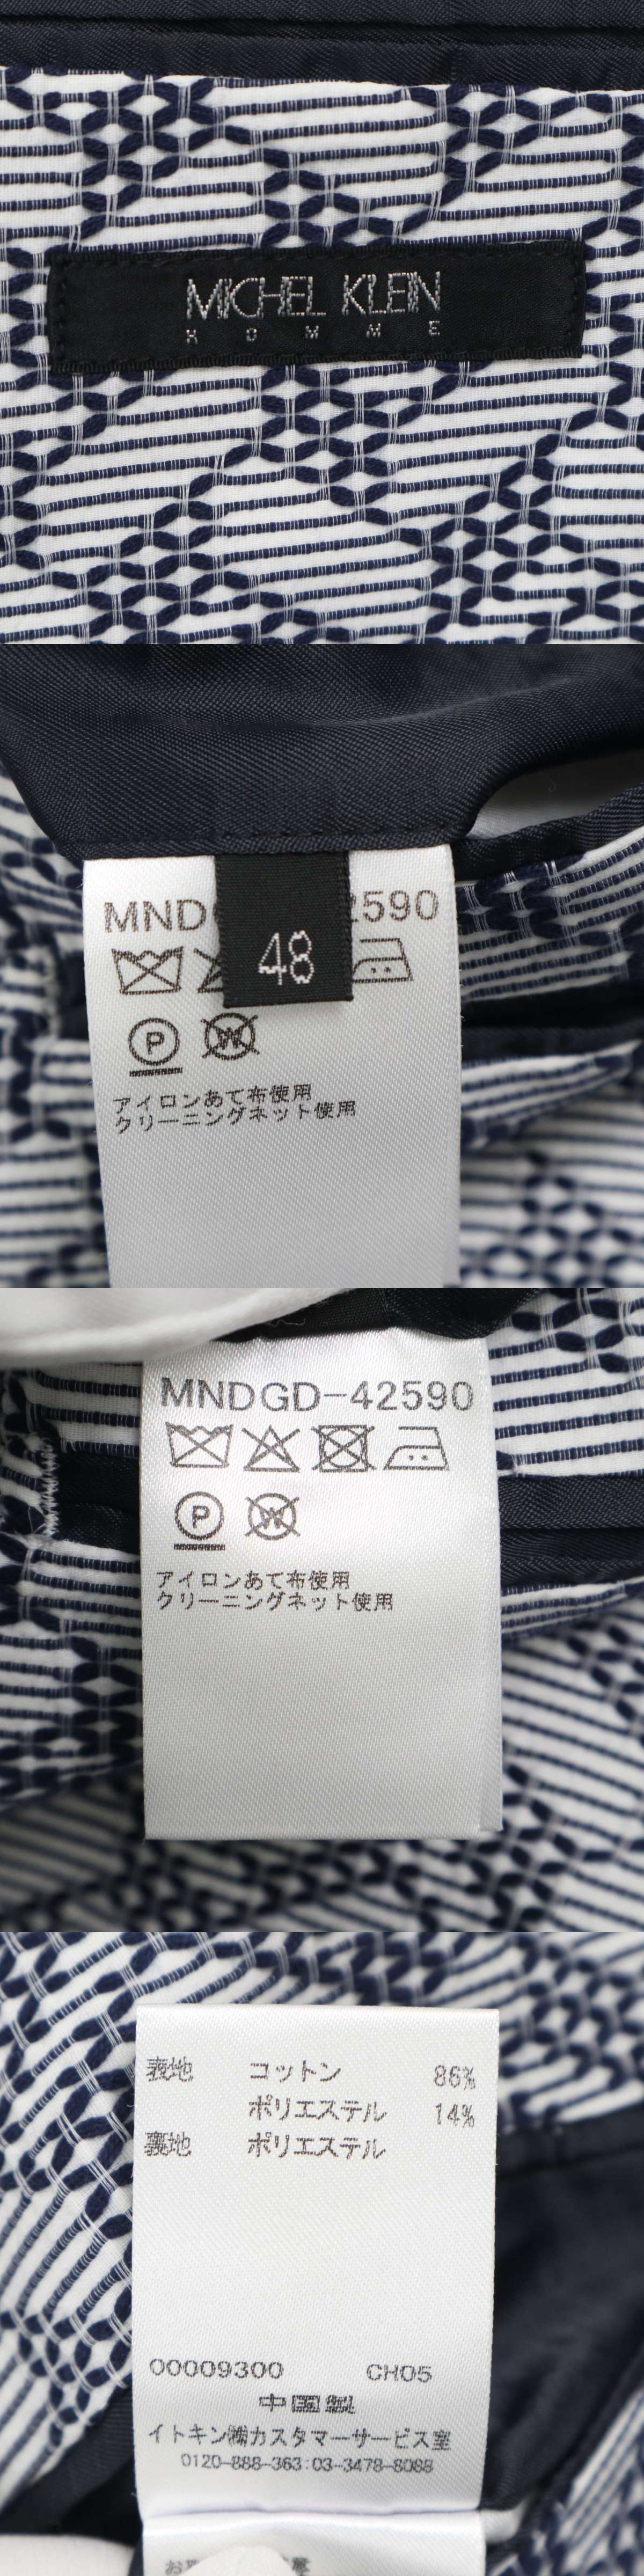 MICHEL KLEIN
HOMME
MND 2590
48
P W
アイロンあて布使用
クリーニングネット使用
MNDGD-42590
P W
アイロンあて布使用
クリーニングネット使用
表地 コットン 86%
ポリエステル 14%
裏地 ポリエステル
00009300 CH05
中国製
イトキン㈱カスタマーサービス室
0120-888-363:03-3478-8088